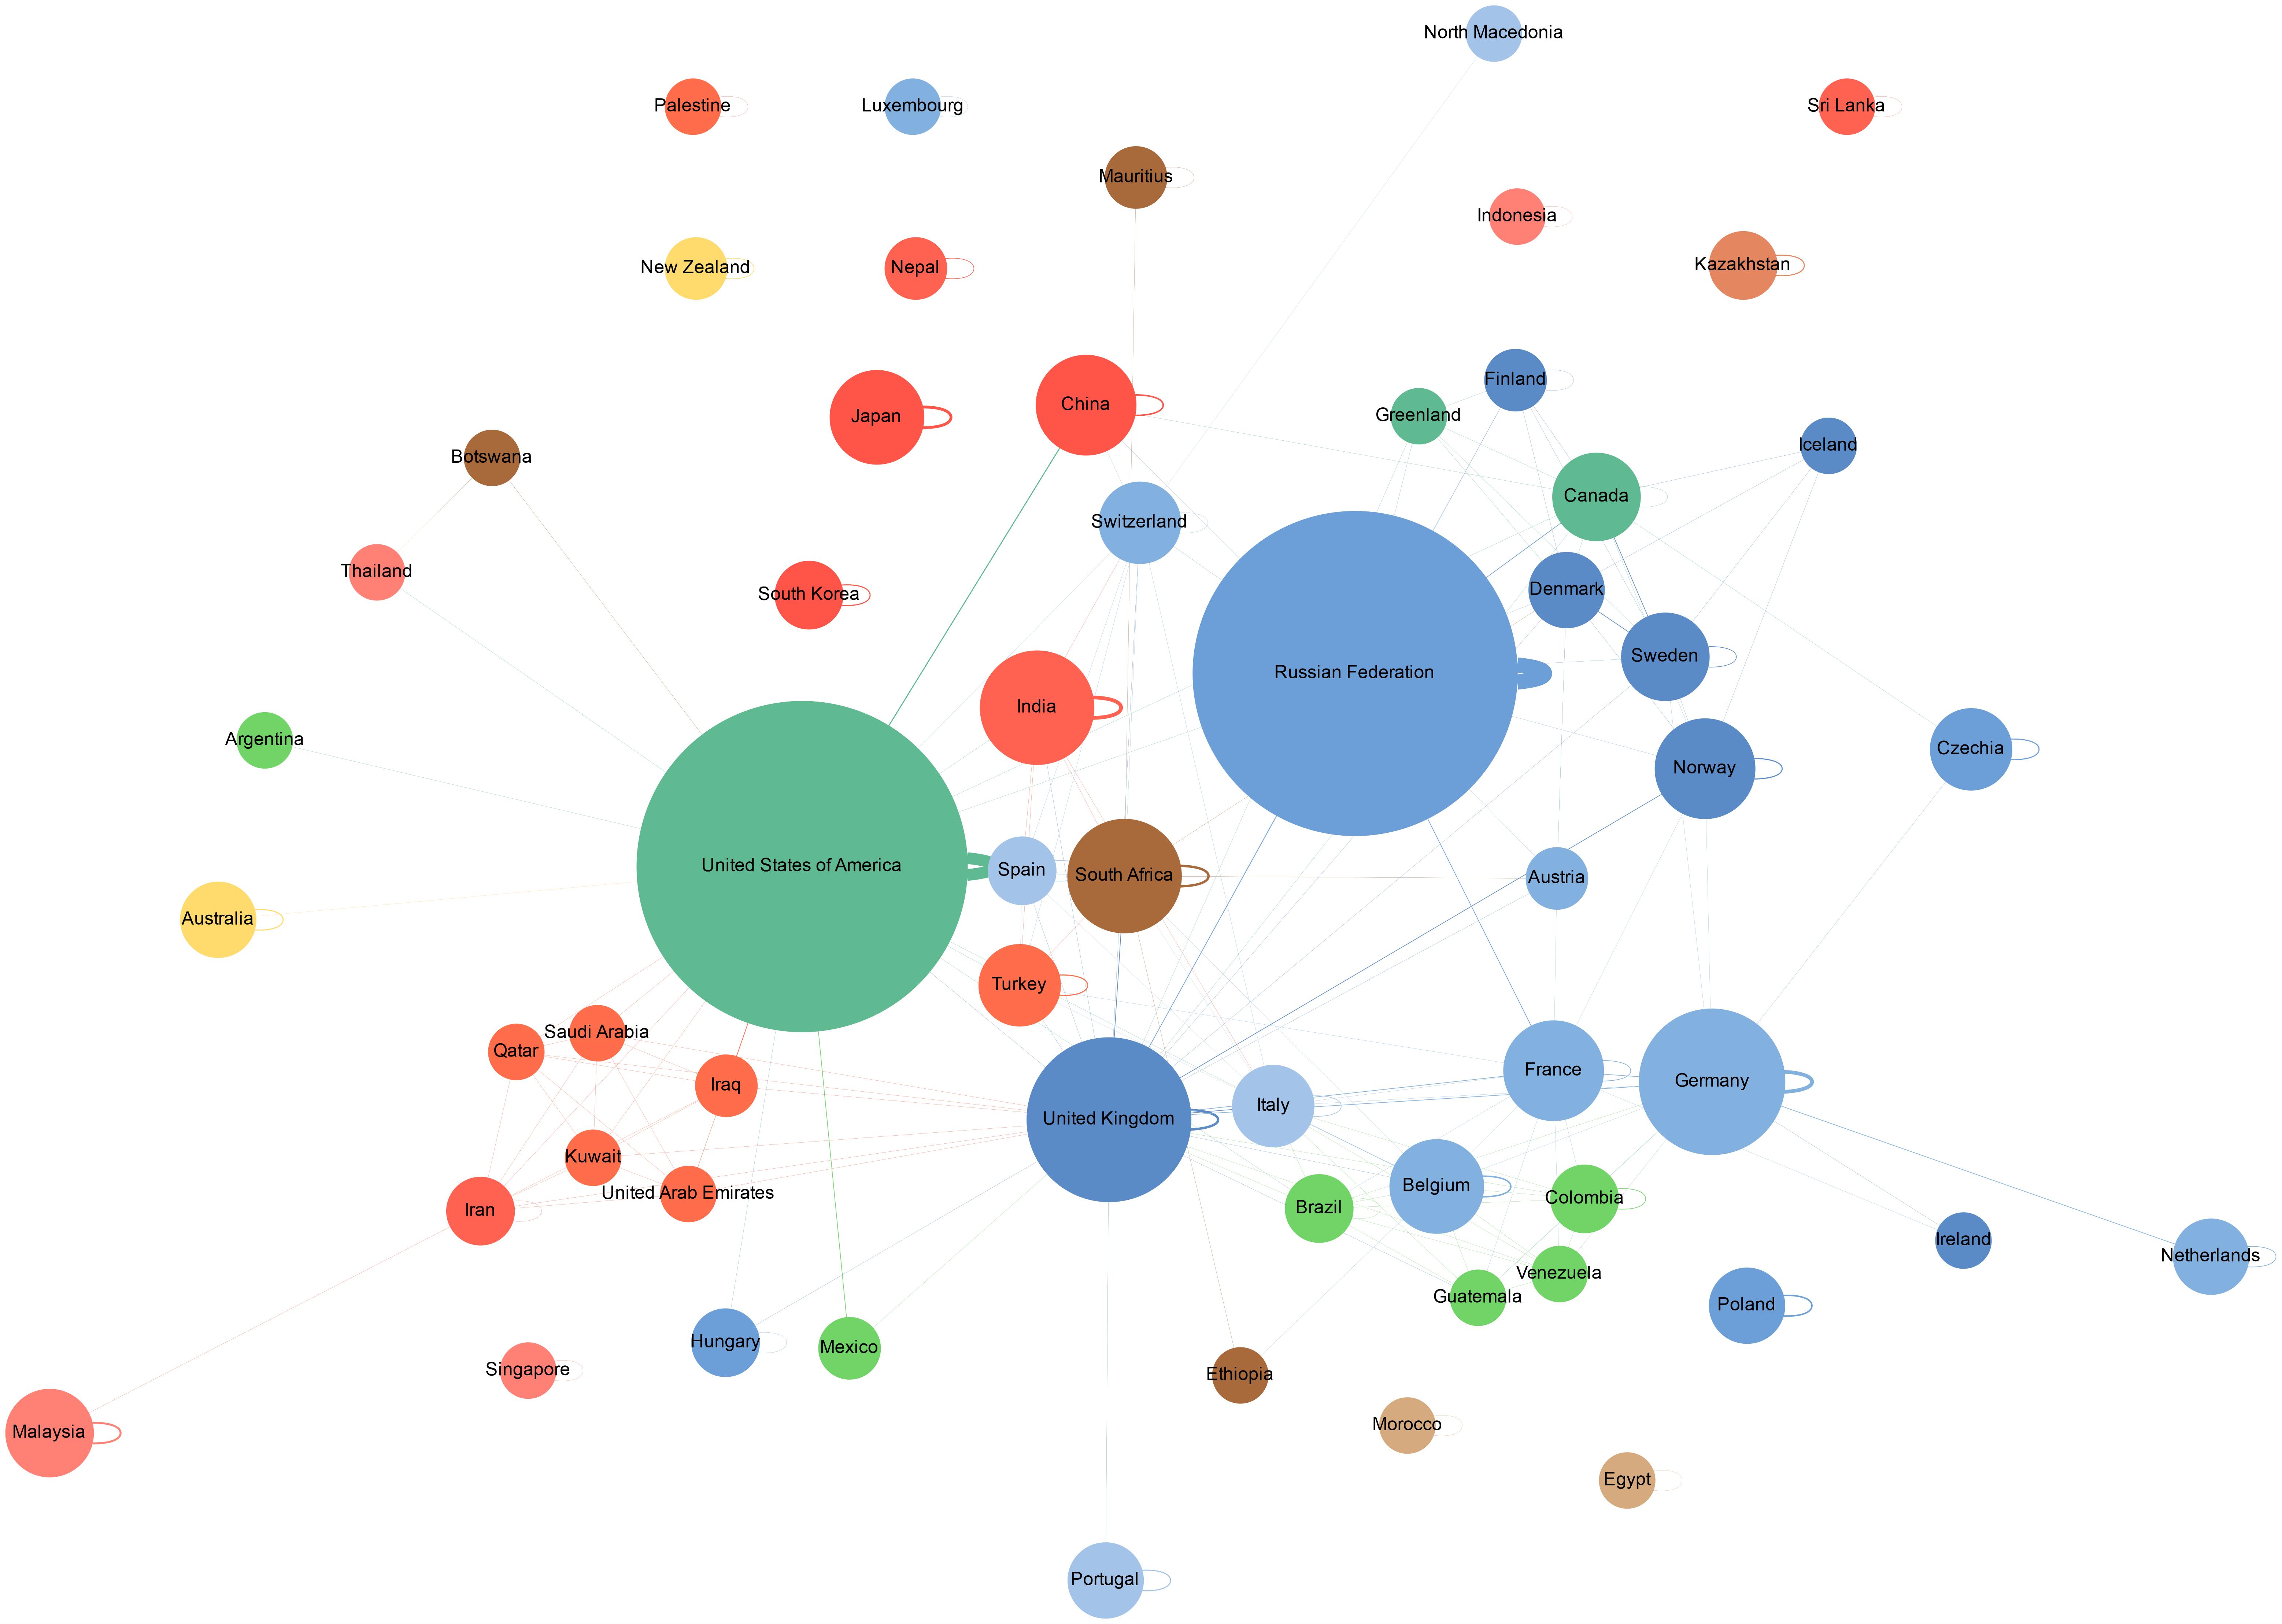 North Macedonia
Palestine
Luxembourg
Sri Lanka
Mauritius
Indonesia
New Zealand
Nepal
Kazakhstan
Finland
China
Japan
Greenland
Iceland
Botswana
Canada
Switzerland
Thailand
South Korea
Denmark
Sweden
Russian Federation
India
Argentina
Czechia
Norway
United States of America
Spain
South Africa
Austria
Australia
Turkey
Saudi Arabia
Qatar
France
Germany
Iraq
Italy
United Kingdom
Kuwait
Belgium
United Arab Emirates
Colombia
Brazil
Iran
Ireland
Netherlands
Venezuela
Guatemala
Poland
Hungary
Mexico
Singapore
Ethiopia
Morocco
Malaysia
Egypt
Portugal